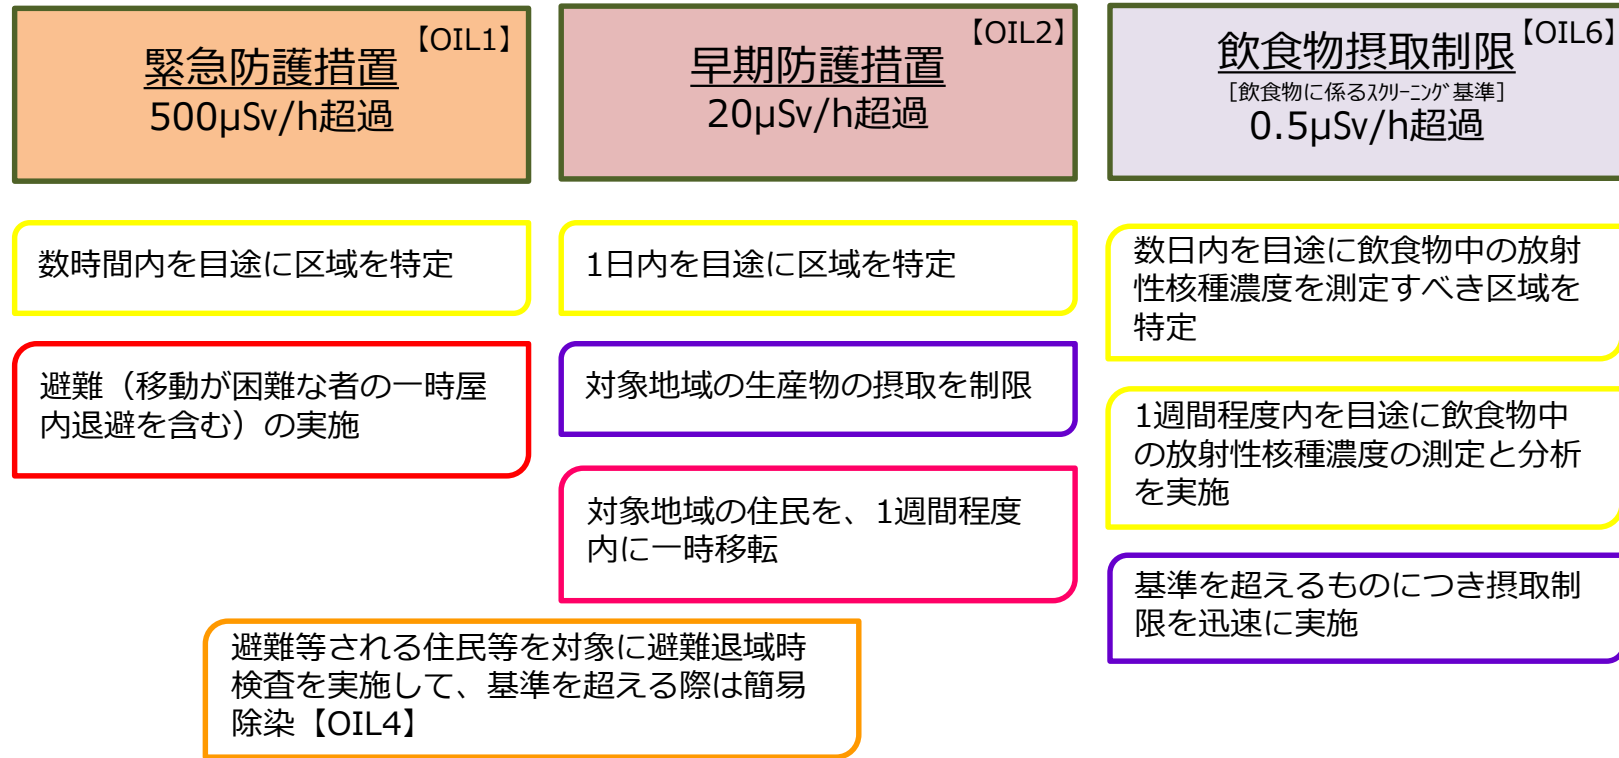 【OIL1】
緊急防護措置
500μSv/h超過
【OIL2】
早期防護措置
20μSv/h超過
【OIL6】
飲食物摂取制限
[飲食物に係るｽｸﾘｰﾆﾝｸﾞ基準]
0.5μSv/h超過
数時間内を目途に区域を特定
避難（移動が困難な者の一時屋
内退避を含む）の実施
1日内を目途に区域を特定
対象地域の生産物の摂取を制限
対象地域の住民を、1週間程度
内に一時移転
避難等される住民等を対象に避難退域時
検査を実施して、基準を超える際は簡易
除染【OIL4】
数日内を目途に飲食物中の放射
性核種濃度を測定すべき区域を
特定
1週間程度内を目途に飲食物中
の放射性核種濃度の測定と分析
を実施
基準を超えるものにつき摂取制
限を迅速に実施